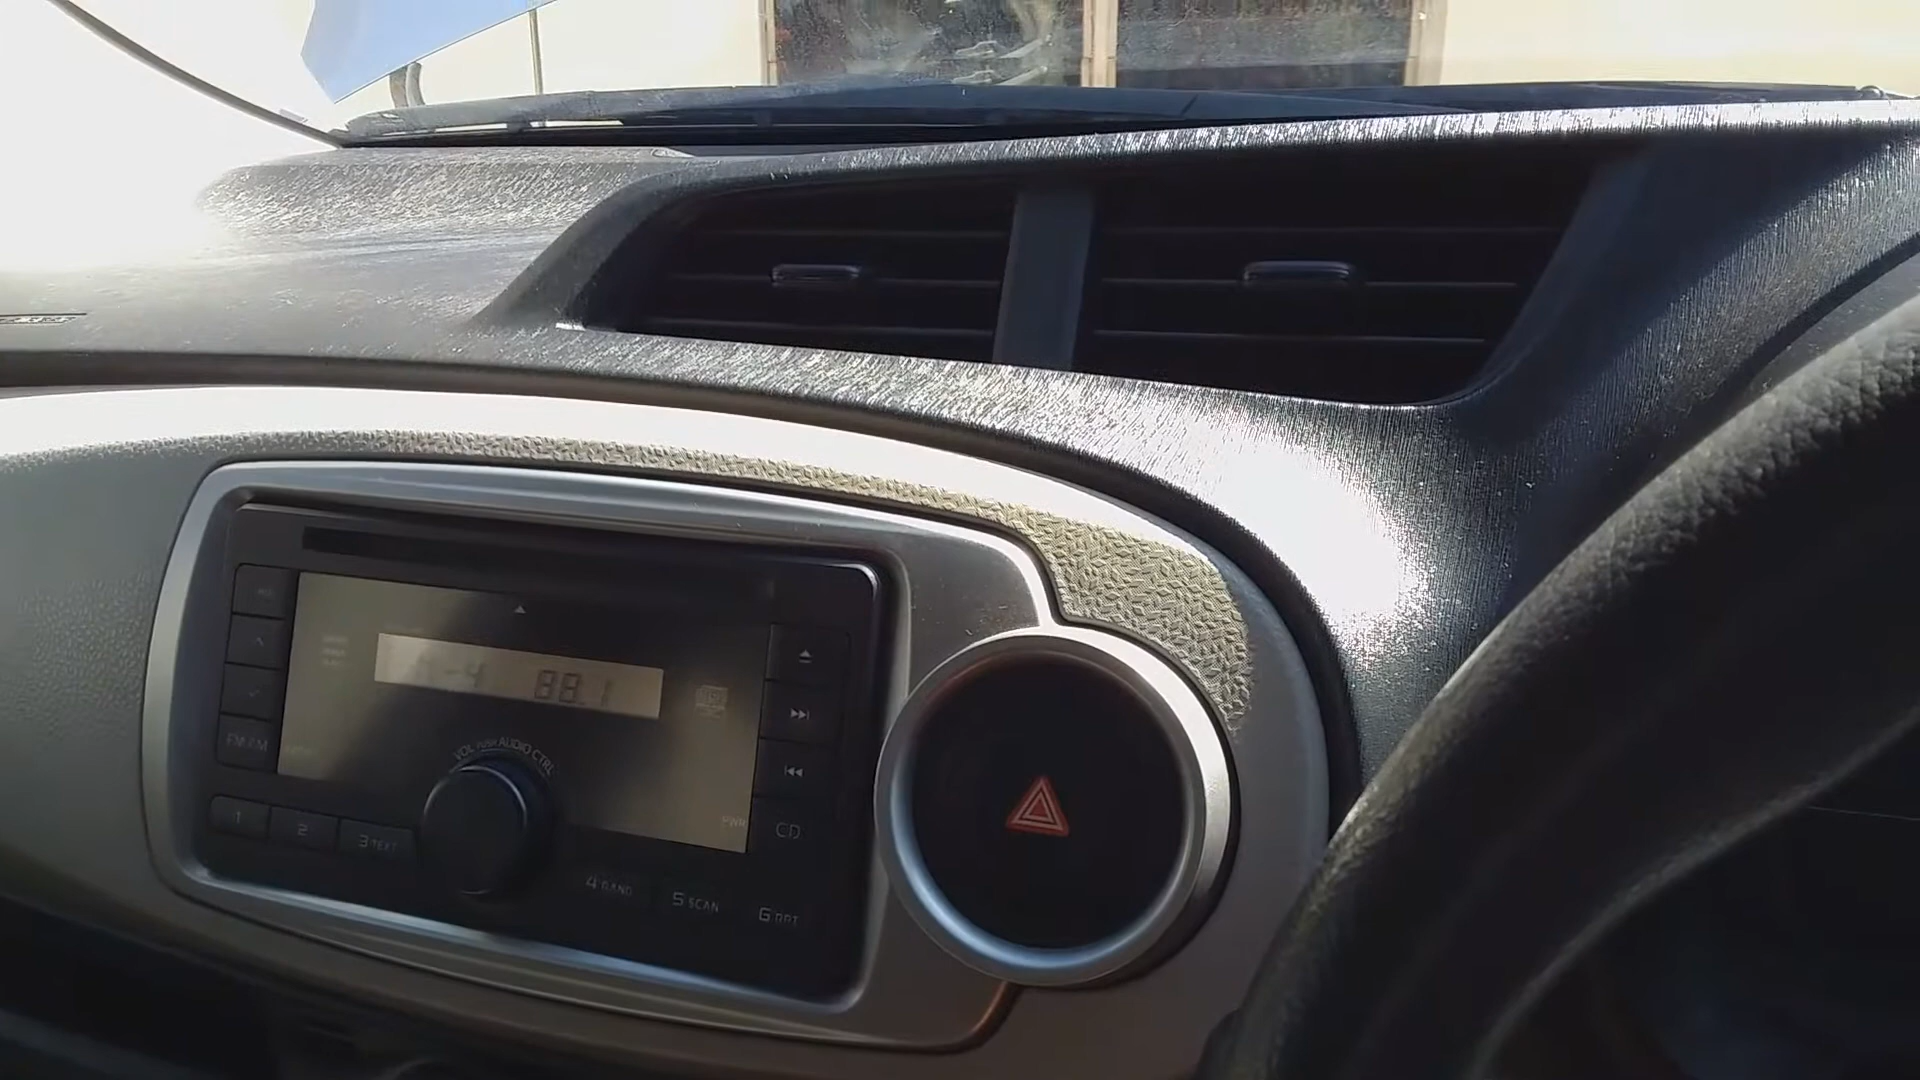 -4 88.1
VOL PUSH AUDIO CTRL
FM/AM
PWR
CD
1
2
3 TEXT
4 RAND
5 SCAN
6 RPT